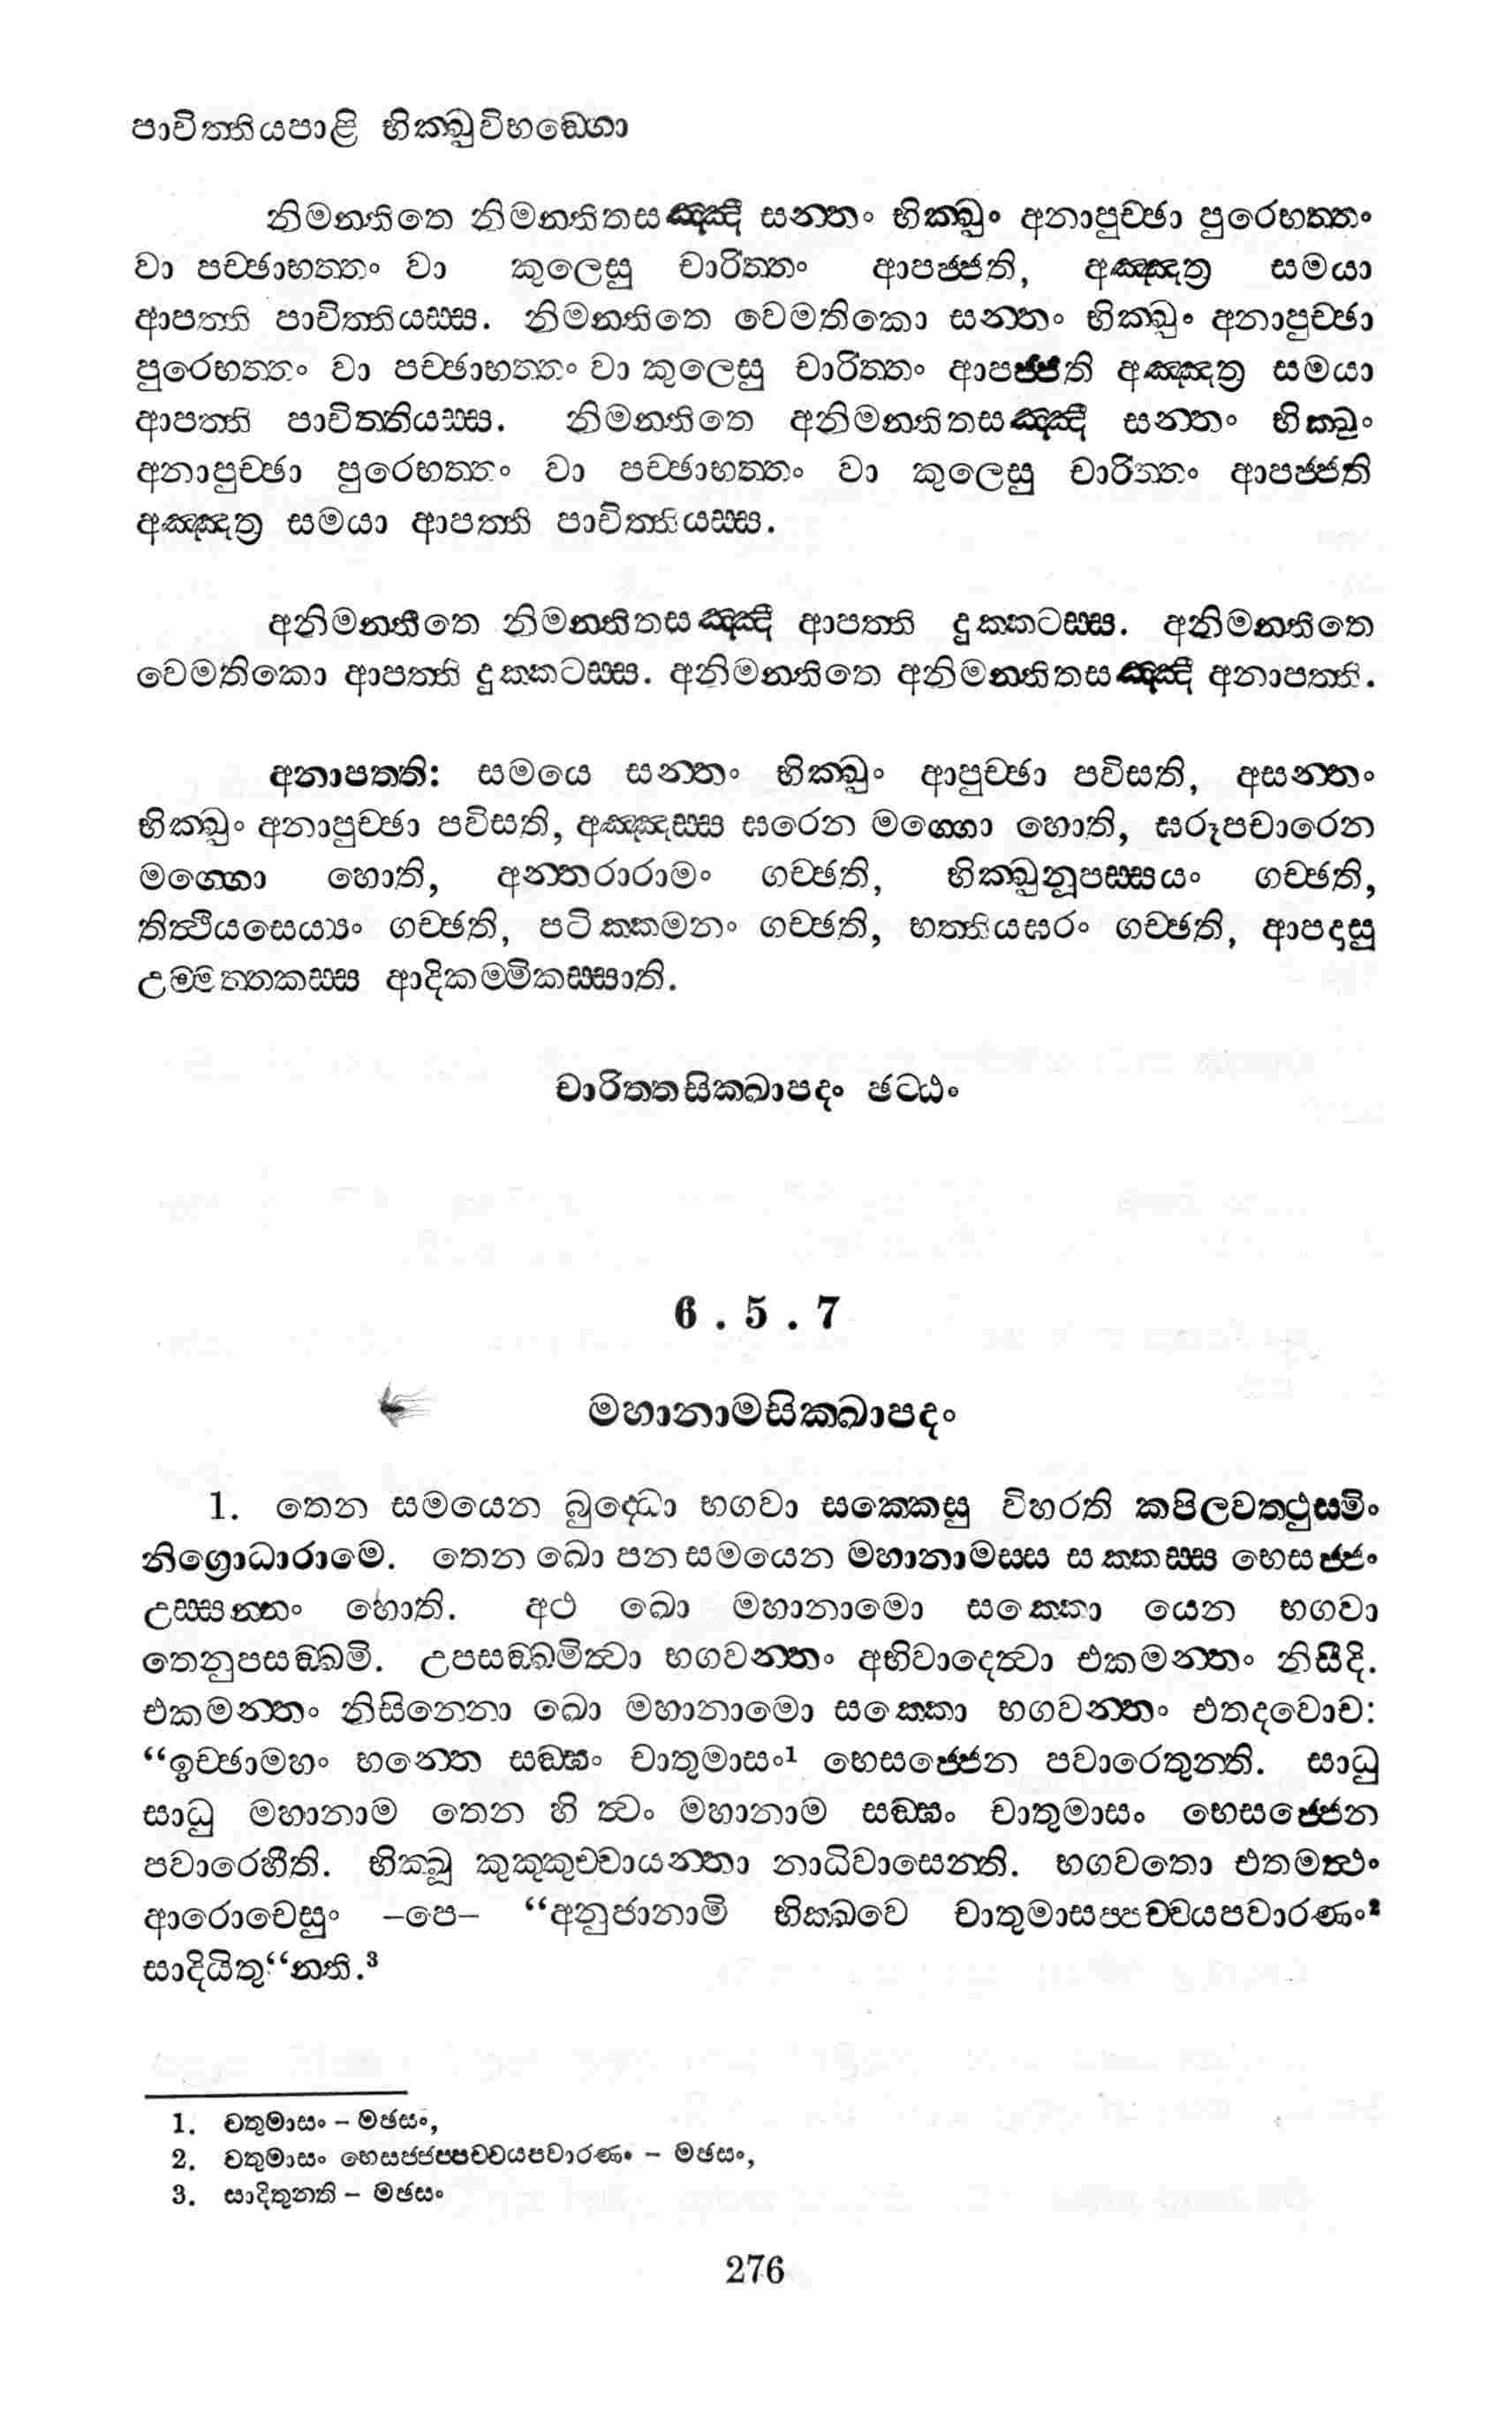 පාචිත්තියපාළි භික්ඛුවිභඞ්ගො
නිමන්තිතෙ නිමන්තිතසඤ්ඤී සන්තං භික්ඛුං අනාපුච්ඡා පුරෙභත්තං
වා පච්ඡාභත්තං වා කුලෙසු චාරිත්තං ආපජ්ජති, අඤ්ඤත්‍ර සමයා
ආපත්ති පාචිත්තියස්ස. නිමන්තිතෙ වෙමතිකො සන්තං භික්ඛුං අනාපුච්ඡා
පුරෙභත්තං වා පච්ඡාභත්තං වා කුලෙසු චාරිත්තං ආපජ්ජති අඤ්ඤත්‍ර සමයා
ආපත්ති පාචිත්තියස්ස. නිමන්තිතෙ අනිමන්තිතසඤ්ඤී සන්තං භික්ඛුං
අනාපුච්ඡා පුරෙභත්තං වා පච්ඡාභත්තං වා කුලෙසු චාරිත්තං ආපජ්ජති
අඤ්ඤත්‍ර සමයා ආපත්ති පාචිත්තියස්ස.
අනිමන්තීතෙ නිමන්තිතසඤ්ඤී ආපත්ති දුක්කටස්ස. අනිමන්තිතෙ
වෙමතිකො ආපත්ති දුක්කටස්ස. අනිමන්තිතෙ අනිමන්තිතසඤ්ඤී අනාපත්ති.
අනාපත්ති: සමයෙ සන්තං භික්ඛුං ආපුච්ඡා පවිසති, අසන්තං
භික්ඛුං අනාපුච්ඡා පවිසති, අඤ්ඤස්ස ඝරෙන මග්ගො හොති, ඝරූපචාරෙන
මග්ගො හොති, අන්තරාරාමං ගච්ඡති, භික්ඛුනූපස්සයං ගච්ඡති,
තිත්ථියසෙය්‍යං ගච්ඡති, පටික්කමනං ගච්ඡති, භත්තියඝරං ගච්ඡති, ආපදාසු
උම්මත්තකස්ස ආදිකම්මිකස්සාති.
චාරිත්තසික්ඛාපදං ඡට්ඨං
6 . 5 . 7
මහානාමසික්ඛාපදං
1. තෙන සමයෙන බුද්ධො භගවා සක්කෙසු විහරති කපිලවත්ථුස්මිං
නිග්‍රොධාරාමෙ. තෙන ඛො පන සමයෙන මහානාමස්ස සක්කස්ස භෙසජ්ජං
උස්සන්නං හොති. අථ ඛො මහානාමො සක්කො යෙන භගවා
තෙනුපසඞ්ඛමි. උපසඞ්ඛමිත්වා භගවන්තං අභිවාදෙත්වා එකමන්තං නිසීදි.
එකමන්තං නිසින්නො ඛො මහානාමො සක්කො භගවන්තං එතදවොච:
“ඉච්ඡාමහං භන්තෙ සඞ්ඝං චාතුමාසං¹ භෙසජ්ජෙන පවාරෙතුන්ති. සාධු
සාධු මහානාම තෙන හි ත්වං මහානාම සඞ්ඝං චාතුමාසං භෙසජ්ජෙන
පවාරෙහීති. භික්ඛූ කුක්කුච්චායන්තා නාධිවාසෙන්ති. භගවතො එතමත්ථං
ආරොචෙසුං –පෙ– “අනුජානාමි භික්ඛවෙ චාතුමාසප්පච්චයපවාරණං²
සාදියිතු“න්ති.³
1. චතුමාසං – මඡසං,
2. චතුමාසං භෙසජ්ජප්පච්චයපවාරණං – මඡසං,
3. සාදිතුන්ති – මඡසං
276